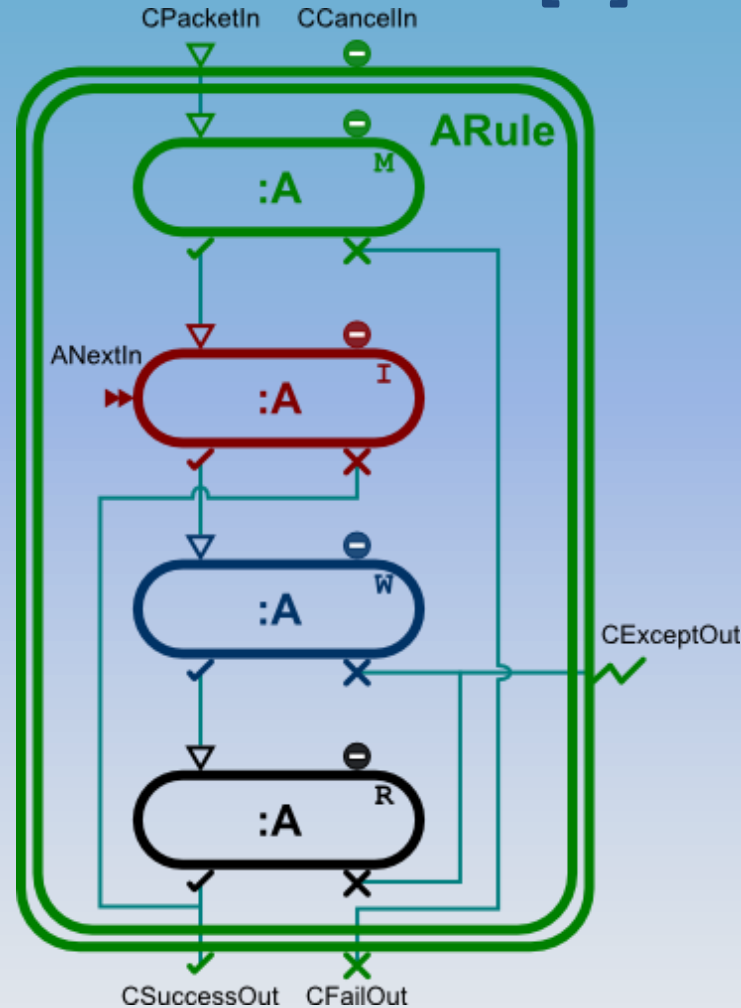 CPacketIn CCancelIn
ARule
M
:A
ANextIn
I
:A
W
:A
CExceptOut
R
:A
CSuccessOut CFailOut